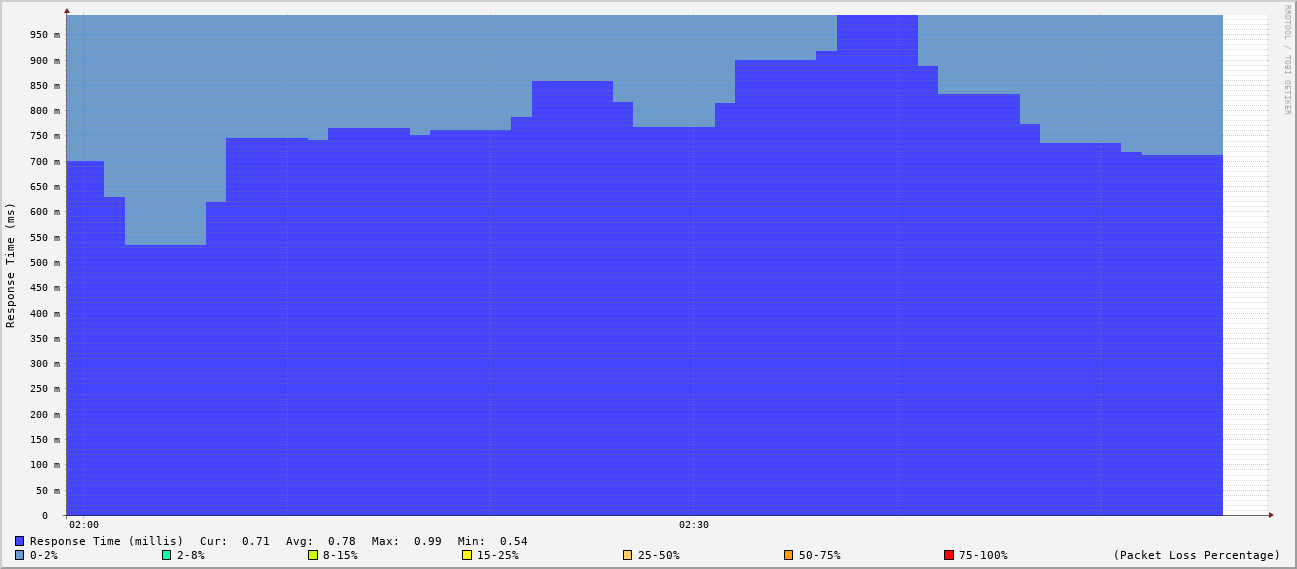 RRDTOOL / TOBI OETIKER
Response Time (ms)
950 m
900 m
850 m
800 m
750 m
700 m
650 m
600 m
550 m
500 m
450 m
400 m
350 m
300 m
250 m
200 m
150 m
100 m
50 m
0
02:00 02:30
Response Time (millis) Cur: 0.71 Avg: 0.78 Max: 0.99 Min: 0.54
0-2% 2-8% 8-15% 15-25% 25-50% 50-75% 75-100% (Packet Loss Percentage)